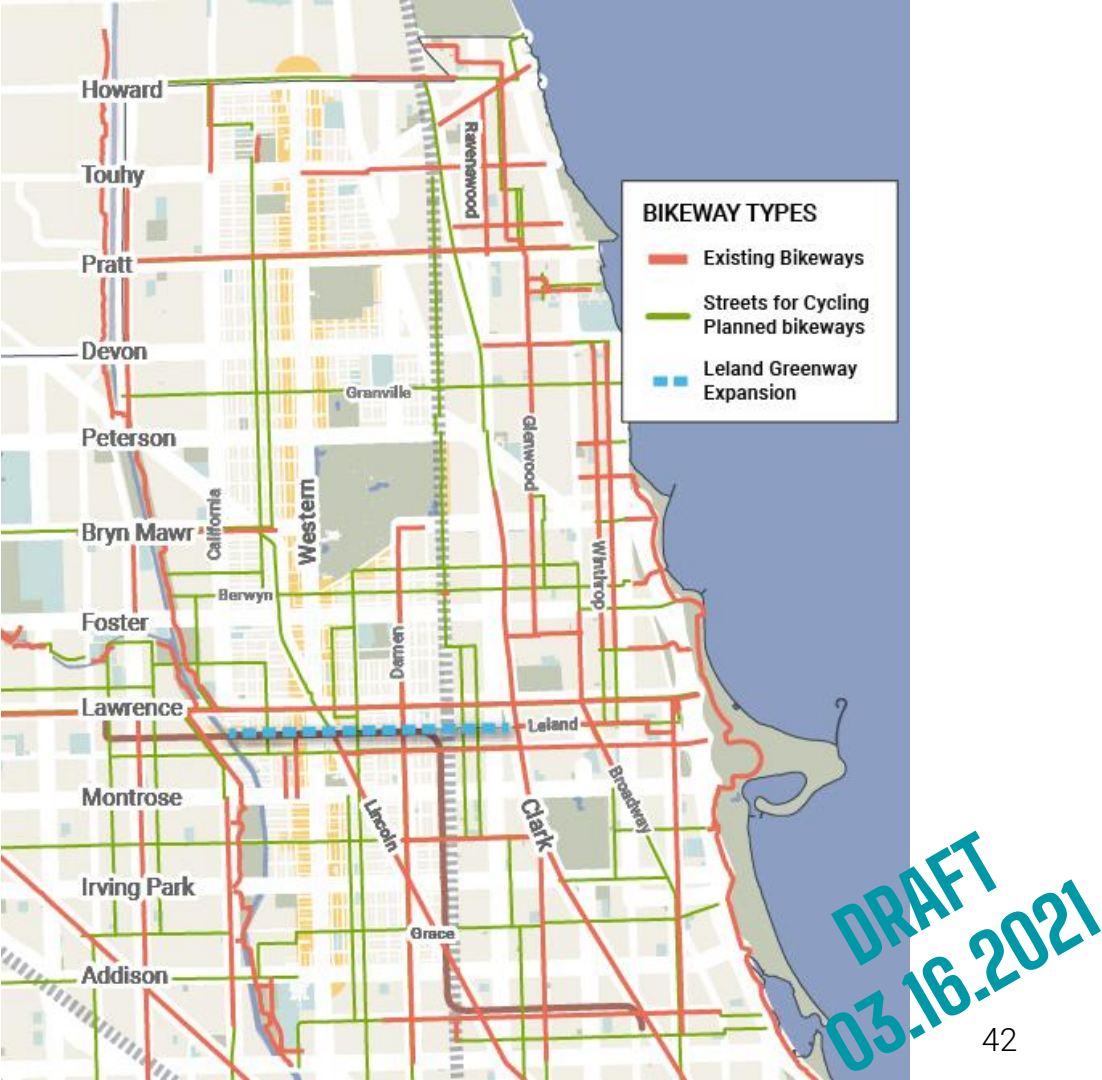 Howard
Ravenswood
Touhy
BIKEWAY TYPES
Existing Bikeways
Streets for Cycling
Planned bikeways
Leland Greenway
Expansion
Pratt
Devon
Granville
Peterson
Glenwood
California
Western
Bryn Mawr
Winthrop
Berwyn
Foster
Damen
Lawrence
Leland
Montrose
Lincoln
Clark
Broadway
Irving Park
Grace
Addison
DRAFT
03.16.2021
42